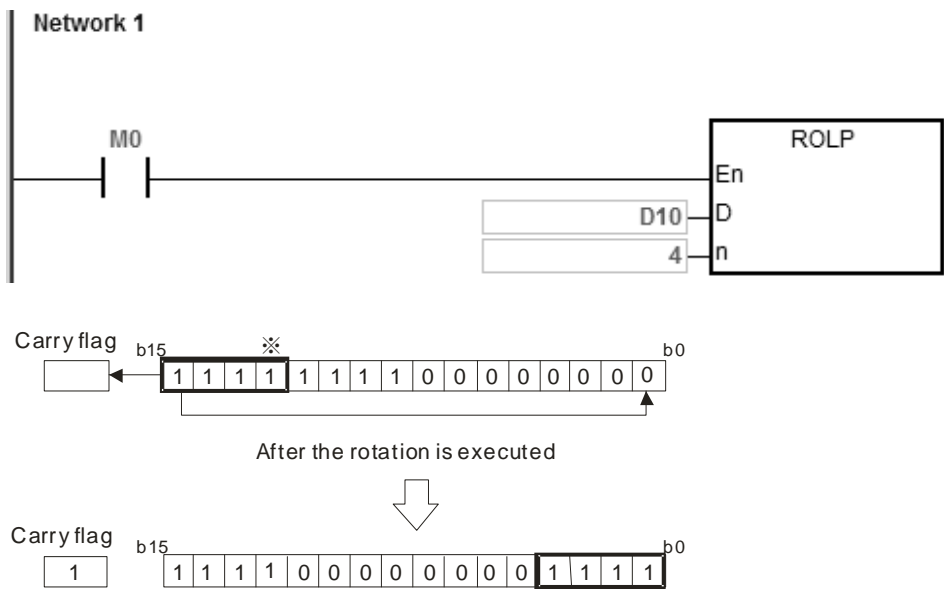 Network 1
M0
ROLP
En
D10 D
4 n
Carry flag b15 ※ b0
1 1 1 1 1 1 1 1 0 0 0 0 0 0 0 0
After the rotation is executed
Carry flag b15 b0
1 1 1 1 1 0 0 0 0 0 0 0 0 1 1 1 1